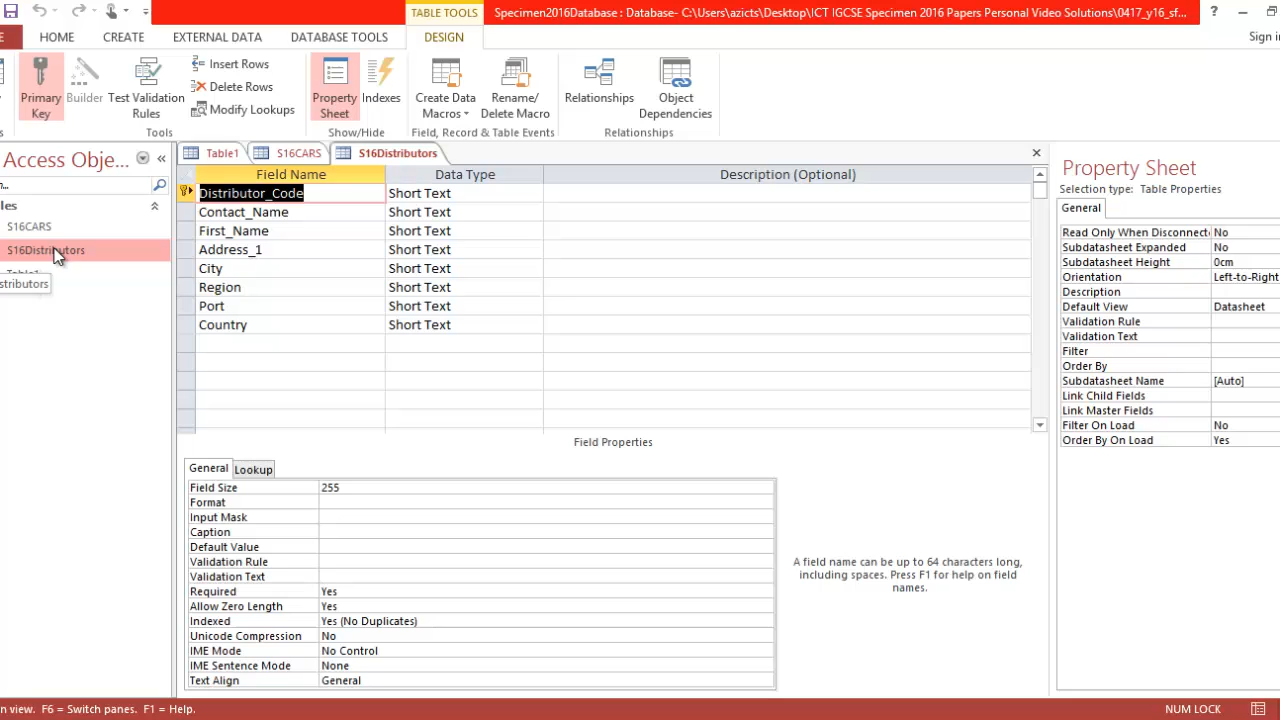 TABLE TOOLS
Specimen2016Database : Database- C:\Users\azicts\Desktop\ICT IGCSE Specimen 2016 Papers Personal Video Solutions\0417_y16_sf...
?
E HOME CREATE EXTERNAL DATA DATABASE TOOLS DESIGN
Sign i
Primary Key
Builder
Test Validation Rules
Insert Rows
Delete Rows
Modify Lookups
Property Sheet
Indexes
Create Data Macros
Rename/ Delete Macro
Relationships
Object Dependencies
s Tools Show/Hide Field, Record & Table Events Relationships
Access Obje...
«
...
les
S16CARS
S16Distributors
Table1
stributors
Table1 S16CARS S16Distributors
Field Name Data Type Description (Optional)
Distributor_Code Short Text
Contact_Name Short Text
First_Name Short Text
Address_1 Short Text
City Short Text
Region Short Text
Port Short Text
Country Short Text
Field Properties
General Lookup
Field Size 255
Format
Input Mask
Caption
Default Value
Validation Rule
Validation Text
Required Yes
Allow Zero Length Yes
Indexed Yes (No Duplicates)
Unicode Compression No
IME Mode No Control
IME Sentence Mode None
Text Align General
A field name can be up to 64 characters long,
including spaces. Press F1 for help on field
names.
Property Sheet
Selection type: Table Properties
General
Read Only When Disconnecte No
Subdatasheet Expanded No
Subdatasheet Height 0cm
Orientation Left-to-Right
Description
Default View Datasheet
Validation Rule
Validation Text
Filter
Order By
Subdatasheet Name [Auto]
Link Child Fields
Link Master Fields
Filter On Load No
Order By On Load Yes
n view. F6 = Switch panes. F1 = Help.
NUM LOCK